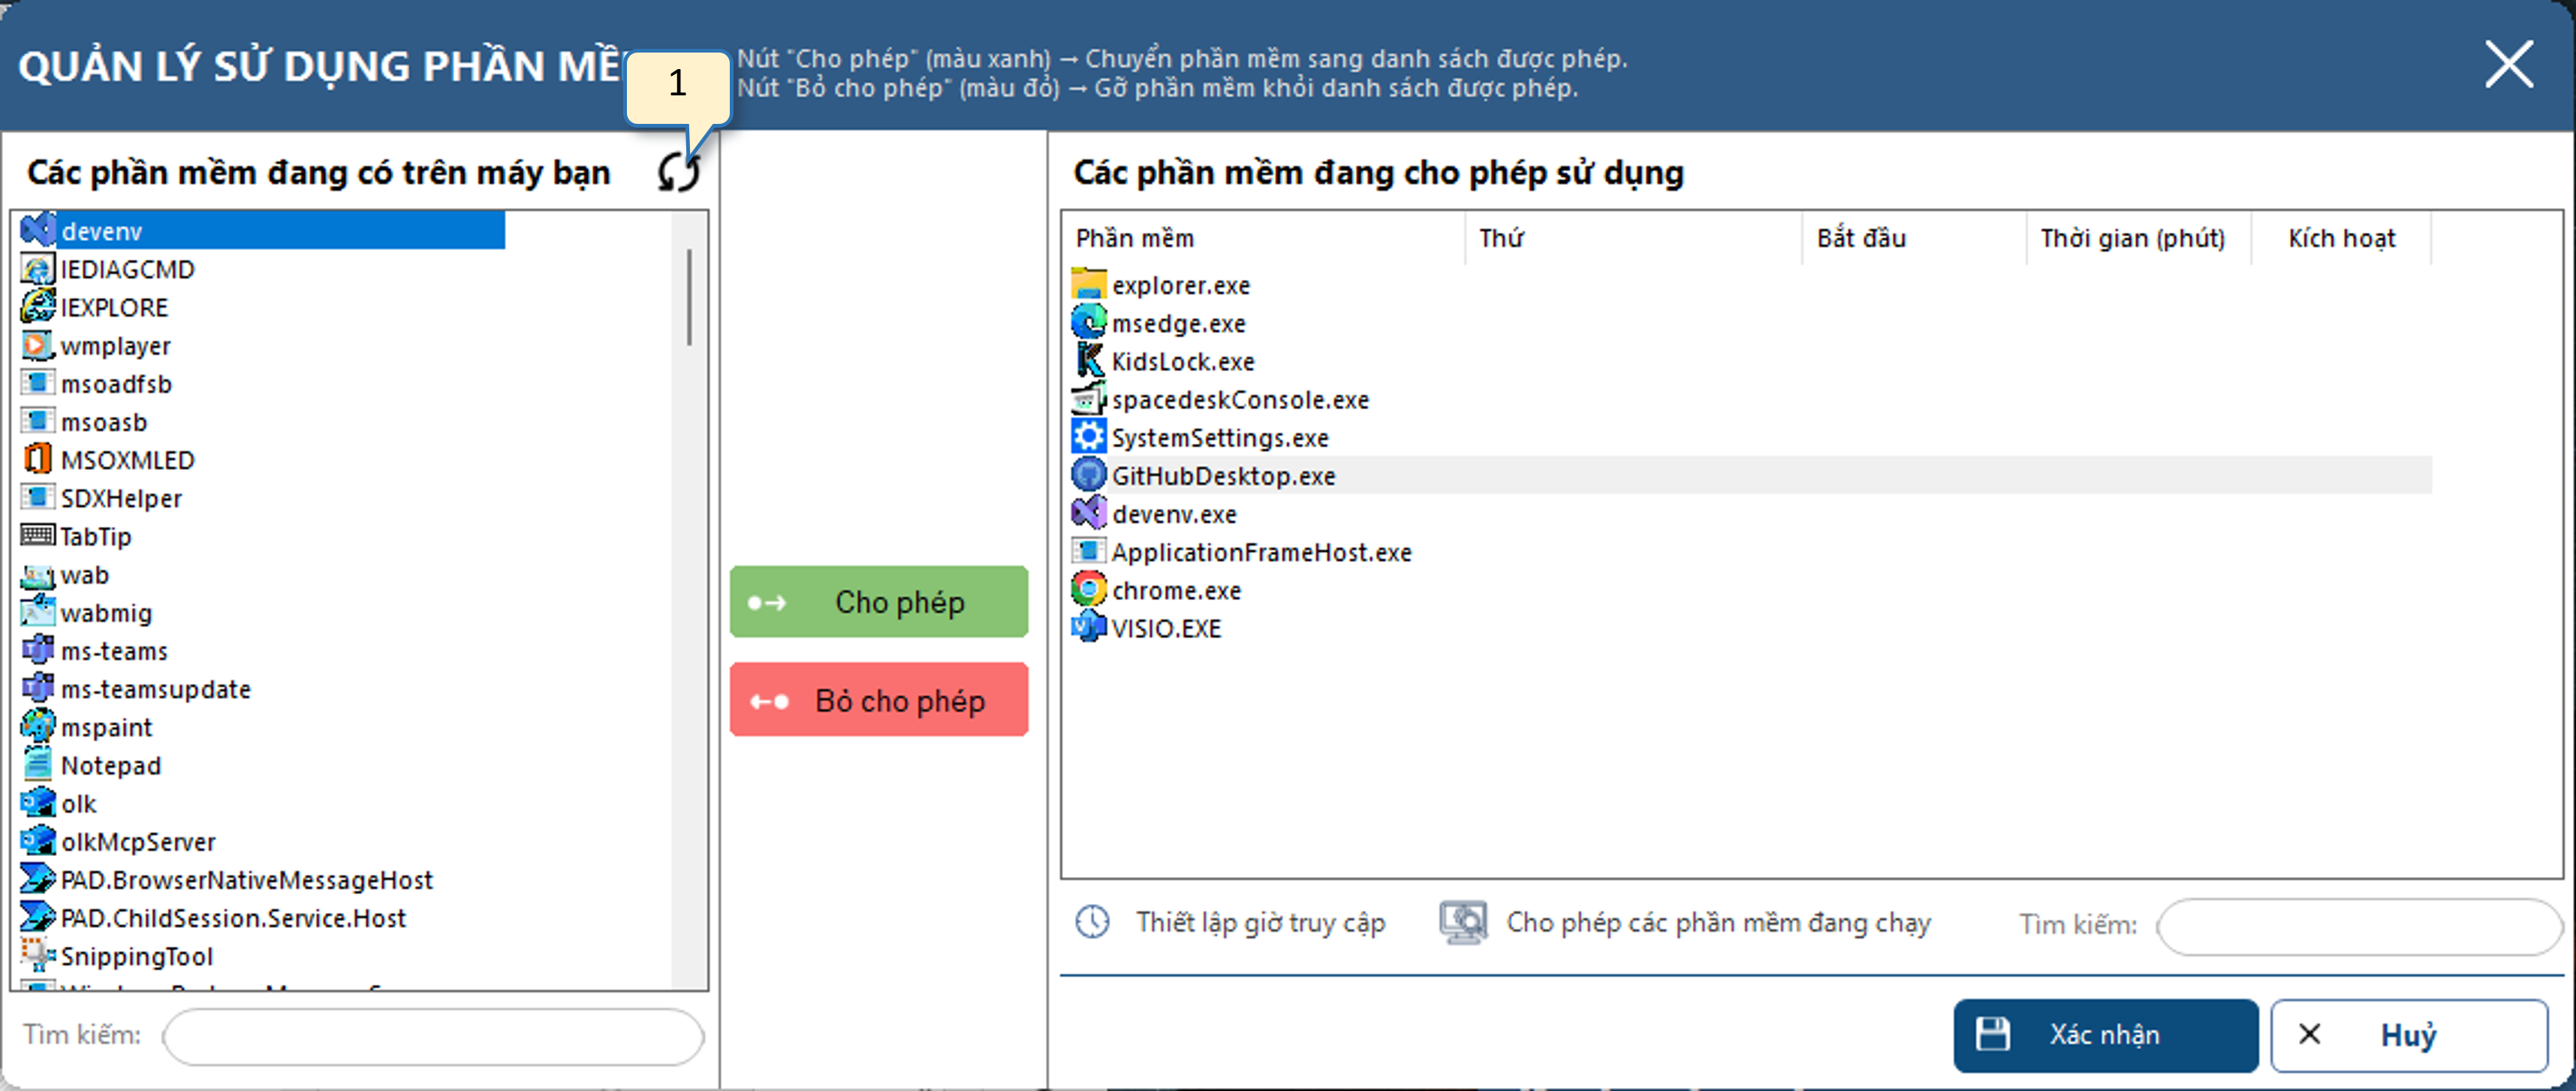 QUẢN LÝ SỬ DỤNG PHẦN
1
Nút "Cho phép" (màu xanh) → Chuyển phần mềm sang danh sách được phép.
Nút "Bỏ cho phép" (màu đỏ) → Gỡ phần mềm khỏi danh sách được phép.
Các phần mềm đang có trên máy bạn
devenv
IEDIAGCMD
IEXPLORE
wmplayer
msoadfsb
msoasb
MSOXMLED
SDXHelper
TabTip
wab
wabmig
ms-teams
ms-teamsupdate
mspaint
Notepad
olk
olkMcpServer
PAD.BrowserNativeMessageHost
PAD.ChildSession.Service.Host
SnippingTool
Tìm kiếm:
Cho phép
Bỏ cho phép
Các phần mềm đang cho phép sử dụng
Phần mềm Thứ Bắt đầu Thời gian (phút) Kích hoạt
explorer.exe
msedge.exe
KidsLock.exe
spacedeskConsole.exe
SystemSettings.exe
GitHubDesktop.exe
devenv.exe
ApplicationFrameHost.exe
chrome.exe
VISIO.EXE
Thiết lập giờ truy cập Cho phép các phần mềm đang chạy Tìm kiếm:
Xác nhận Huỷ